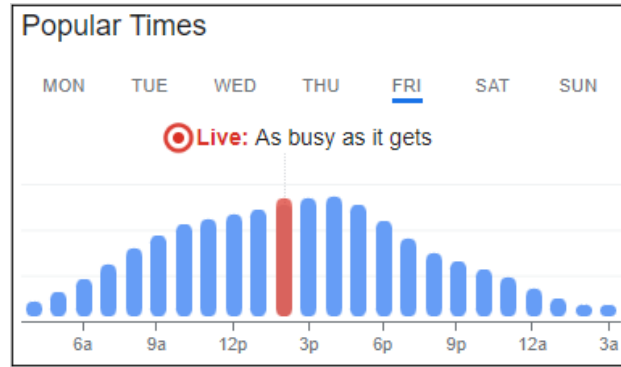 Popular Times
MON TUE WED THU FRI SAT SUN
Live: As busy as it gets
6a 9a 12p 3p 6p 9p 12a 3a